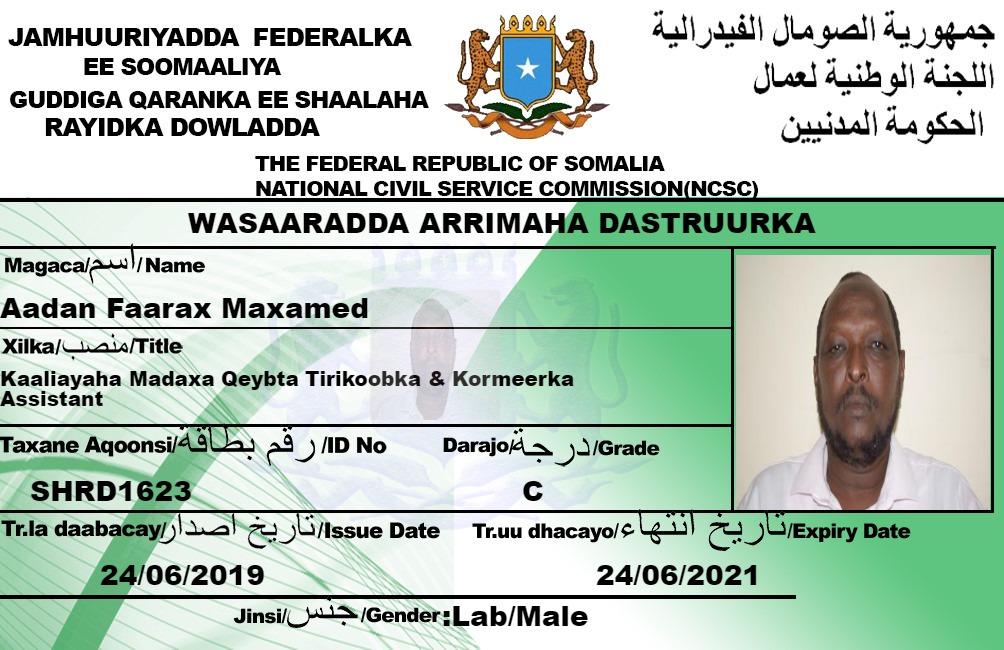 JAMHUURIYADDA FEDERALKA
EE SOOMAALIYA
GUDDIGA QARANKA EE SHAALAHA
RAYIDKA DOWLADDA
جمهورية الصومال الفيدرالية
اللجنة الوطنية لعمال
الحكومة المدنيين
THE FEDERAL REPUBLIC OF SOMALIA
NATIONAL CIVIL SERVICE COMMISSION(NCSC)
WASAARADDA ARRIMAHA DASTRUURKA
Magaca/اسم/Name
Aadan Faarax Maxamed
Xilka/منصب/Title
Kaaliayaha Madaxa Qeybta Tirikoobka & Kormeerka
Assistant
Taxane Aqoonsi/رقم بطاقة/ID No Darajo/درجة/Grade
SHRD1623 C
Tr.la daabacay/تاريخ اصدار/Issue Date Tr.uu dhacayo/تاريخ انتهاء/Expiry Date
24/06/2019 24/06/2021
Jinsi/جنس/Gender:Lab/Male